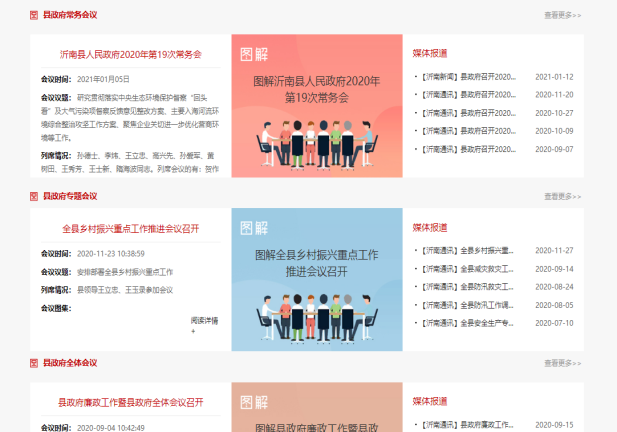 县政府常务会议
查看更多>>
沂南县人民政府2020年第19次常务会
会议时间： 2021年01月05日
会议议题： 研究贯彻落实中央生态环境保护督察“回头
看”及大气污染项督察反馈意见整改方案、主要入海河流环
境综合整治攻坚工作方案、聚焦企业关切进一步优化营商环
境等工作。
列席情况： 孙德士、李炜、王立忠、高兴先、孙爱军、黄
树田、王秀芳、王士新、隋海波同志。列席会议的有：贺作
图解
图解沂南县人民政府2020年
第19次常务会
媒体报道
• 【沂南新闻】县政府召开2020... 2021-01-12
• 【沂南通讯】县政府召开2020... 2020-11-20
• 【沂南通讯】县政府召开2020... 2020-10-27
• 【沂南通讯】县政府召开2020... 2020-10-09
• 【沂南通讯】县政府召开2020... 2020-09-07
县政府专题会议
查看更多>>
全县乡村振兴重点工作推进会议召开
会议时间： 2020-11-23 10:38:59
会议议题： 安排部署全县乡村振兴重点工作
列席情况： 县领导王立忠、王玉录参加会议
会议图集：
阅读详情
+
图解
图解全县乡村振兴重点工作
推进会议召开
媒体报道
• 【沂南通讯】全县乡村振兴重... 2020-11-27
• 【沂南通讯】全县减灾救灾工... 2020-09-14
• 【沂南通讯】全县防汛救灾工... 2020-08-24
• 【沂南通讯】全县防汛工作调... 2020-08-05
• 【沂南通讯】全县安全生产专... 2020-07-10
县政府全体会议
查看更多>>
县政府廉政工作暨县政府全体会议召开
会议时间： 2020-09-04 10:42:49
图解
图解县政府廉政工作暨县政
媒体报道
• 【沂南通讯】县政府廉政工作... 2020-09-15